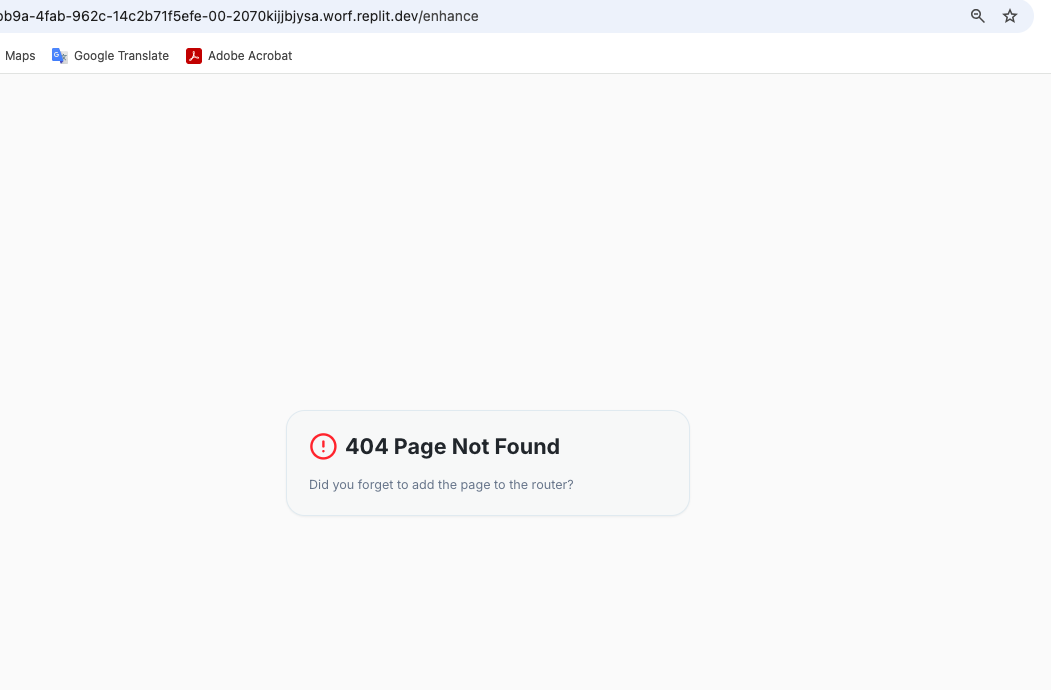 bb9a-4fab-962c-14c2b71f5efe-00-2070kijjbjysa.worf.replit.dev/enhance
Maps Google Translate Adobe Acrobat
404 Page Not Found
Did you forget to add the page to the router?